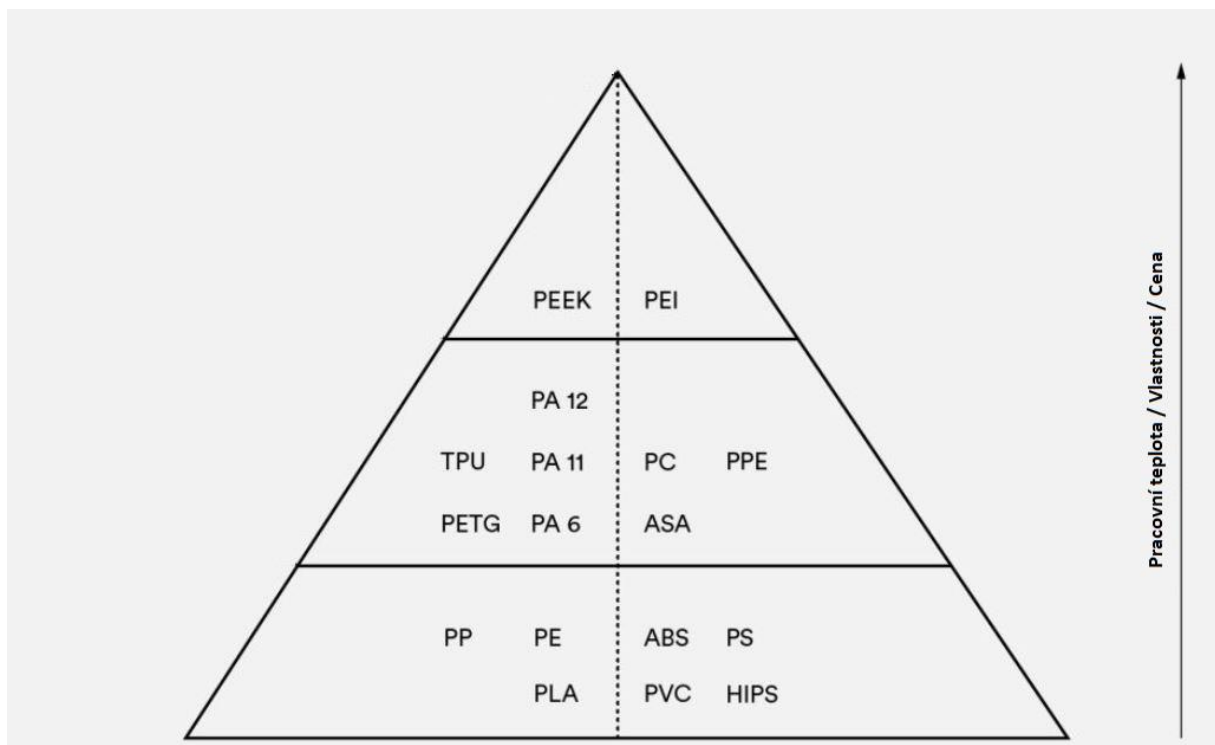 PEEK PEI
PA 12
TPU PA 11 PC PPE
PETG PA 6 ASA
PP PE ABS PS
PLA PVC HIPS
Pracovní teplota / Vlastnosti / Cena